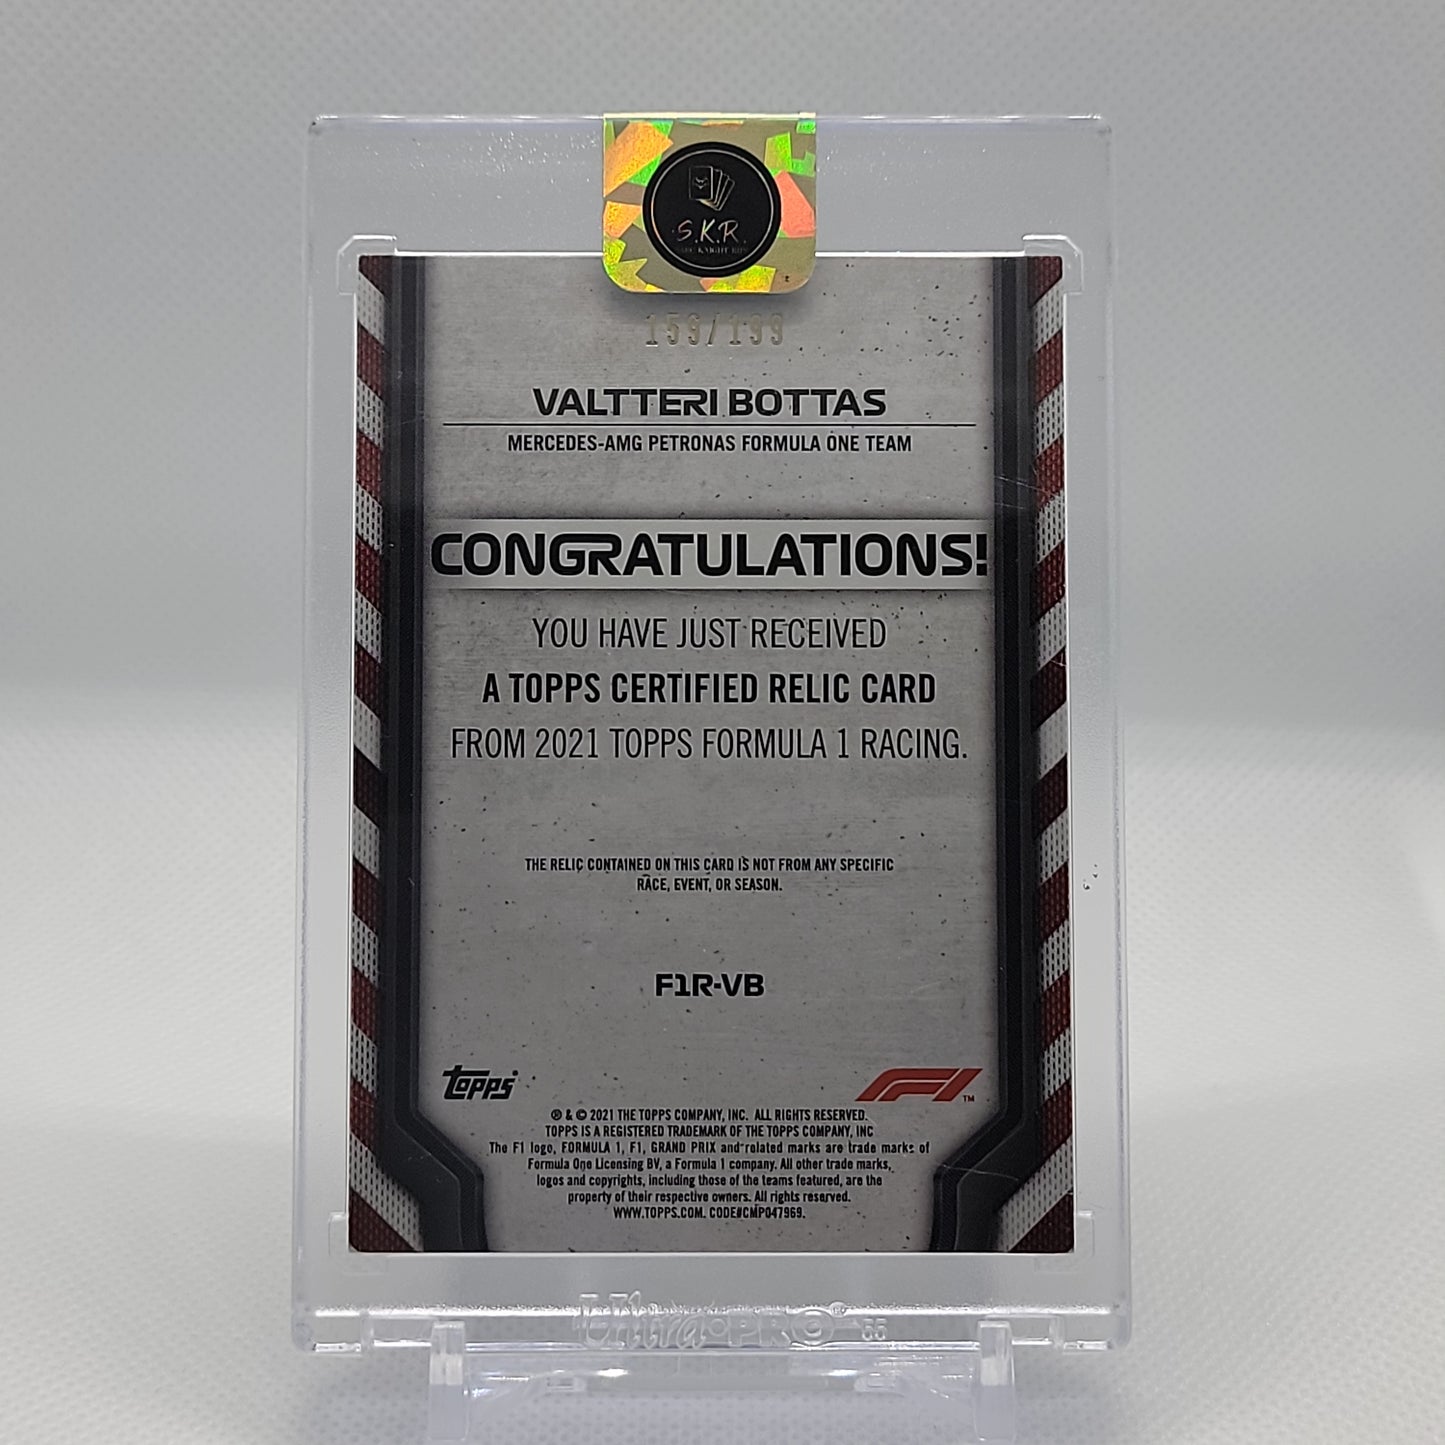 S.K.R.
159/199
VALTTERI BOTTAS
MERCEDES-AMG PETRONAS FORMULA ONE TEAM
CONGRATULATIONS!
YOU HAVE JUST RECEIVED
A TOPPS CERTIFIED RELIC CARD
FROM 2021 TOPPS FORMULA 1 RACING.
THE RELIC CONTAINED ON THIS CARD IS NOT FROM ANY SPECIFIC
RACE, EVENT, OR SEASON.
F1R-VB
Topps F1 TM
® & © 2021 THE TOPPS COMPANY, INC. ALL RIGHTS RESERVED.
TOPPS IS A REGISTERED TRADEMARK OF THE TOPPS COMPANY, INC
The F1 logo, FORMULA 1, F1, GRAND PRIX and related marks are trade marks of
Formula One Licensing BV, a Formula 1 company. All other trade marks,
logos and copyrights, including those of the teams featured, are the
property of their respective owners. All rights reserved.
WWW.TOPPS.COM. CODE#CMP047969.
Ultra•PRO® 55